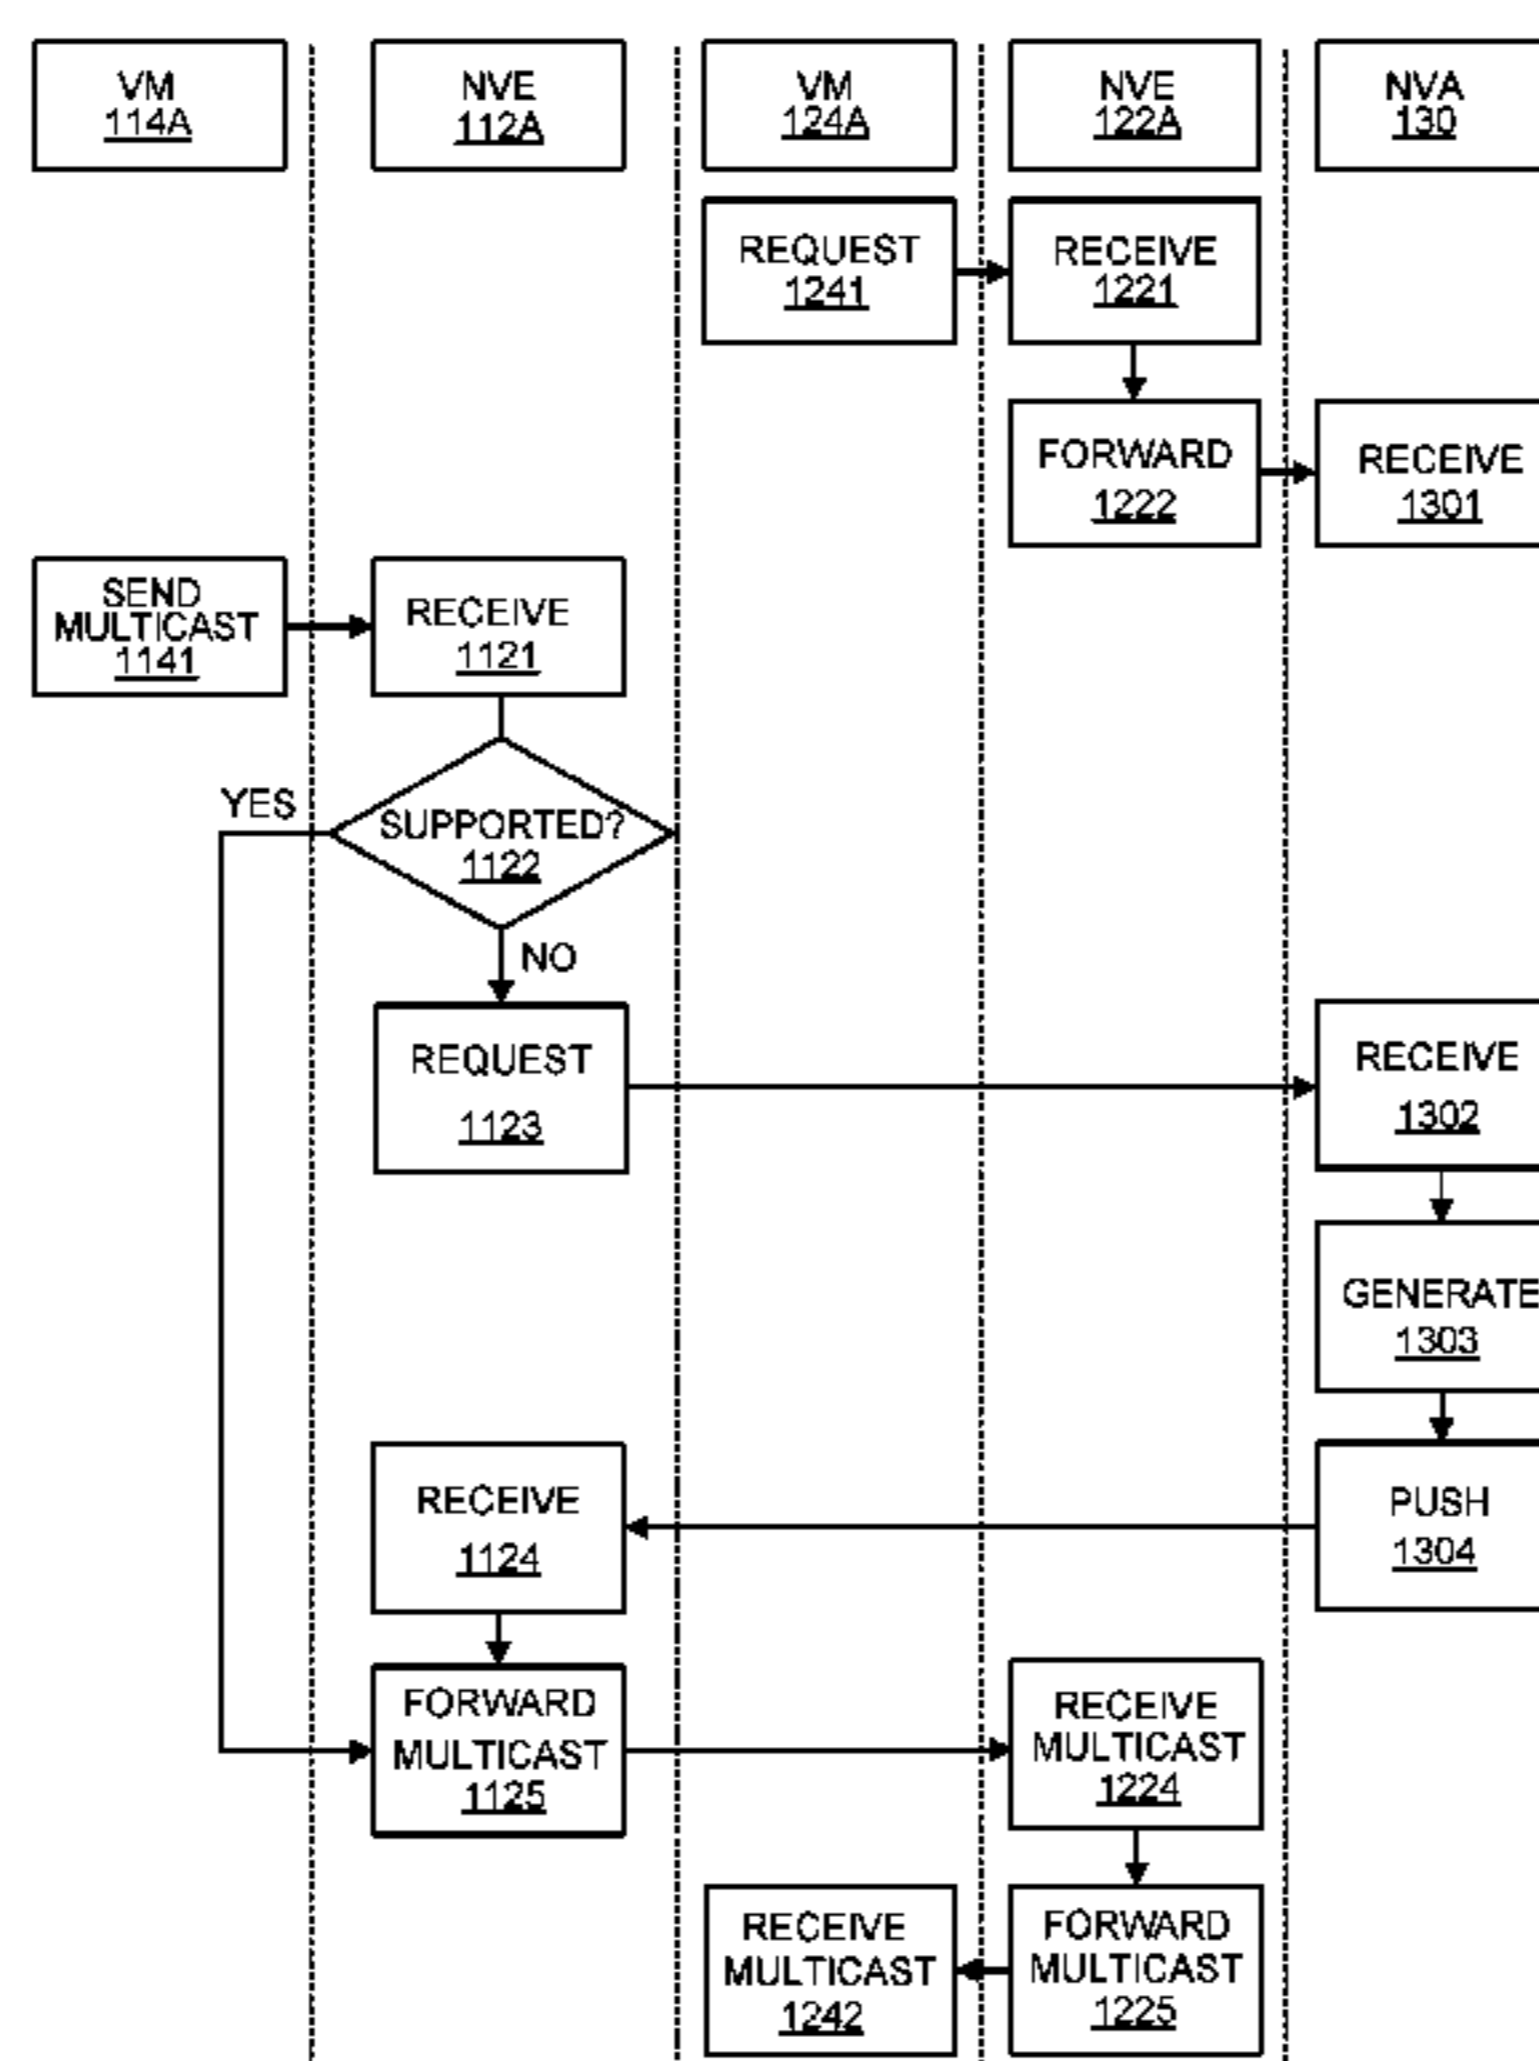 VM
114A
NVE
112A
VM
124A
NVE
122A
NVA
130
REQUEST
1241
RECEIVE
1221
FORWARD
1222
RECEIVE
1301
SEND
MULTICAST
1141
RECEIVE
1121
YES
SUPPORTED?
1122
NO
REQUEST
1123
RECEIVE
1302
GENERATE
1303
RECEIVE
1124
PUSH
1304
FORWARD
MULTICAST
1125
RECEIVE
MULTICAST
1224
RECEIVE
MULTICAST
1242
FORWARD
MULTICAST
1225